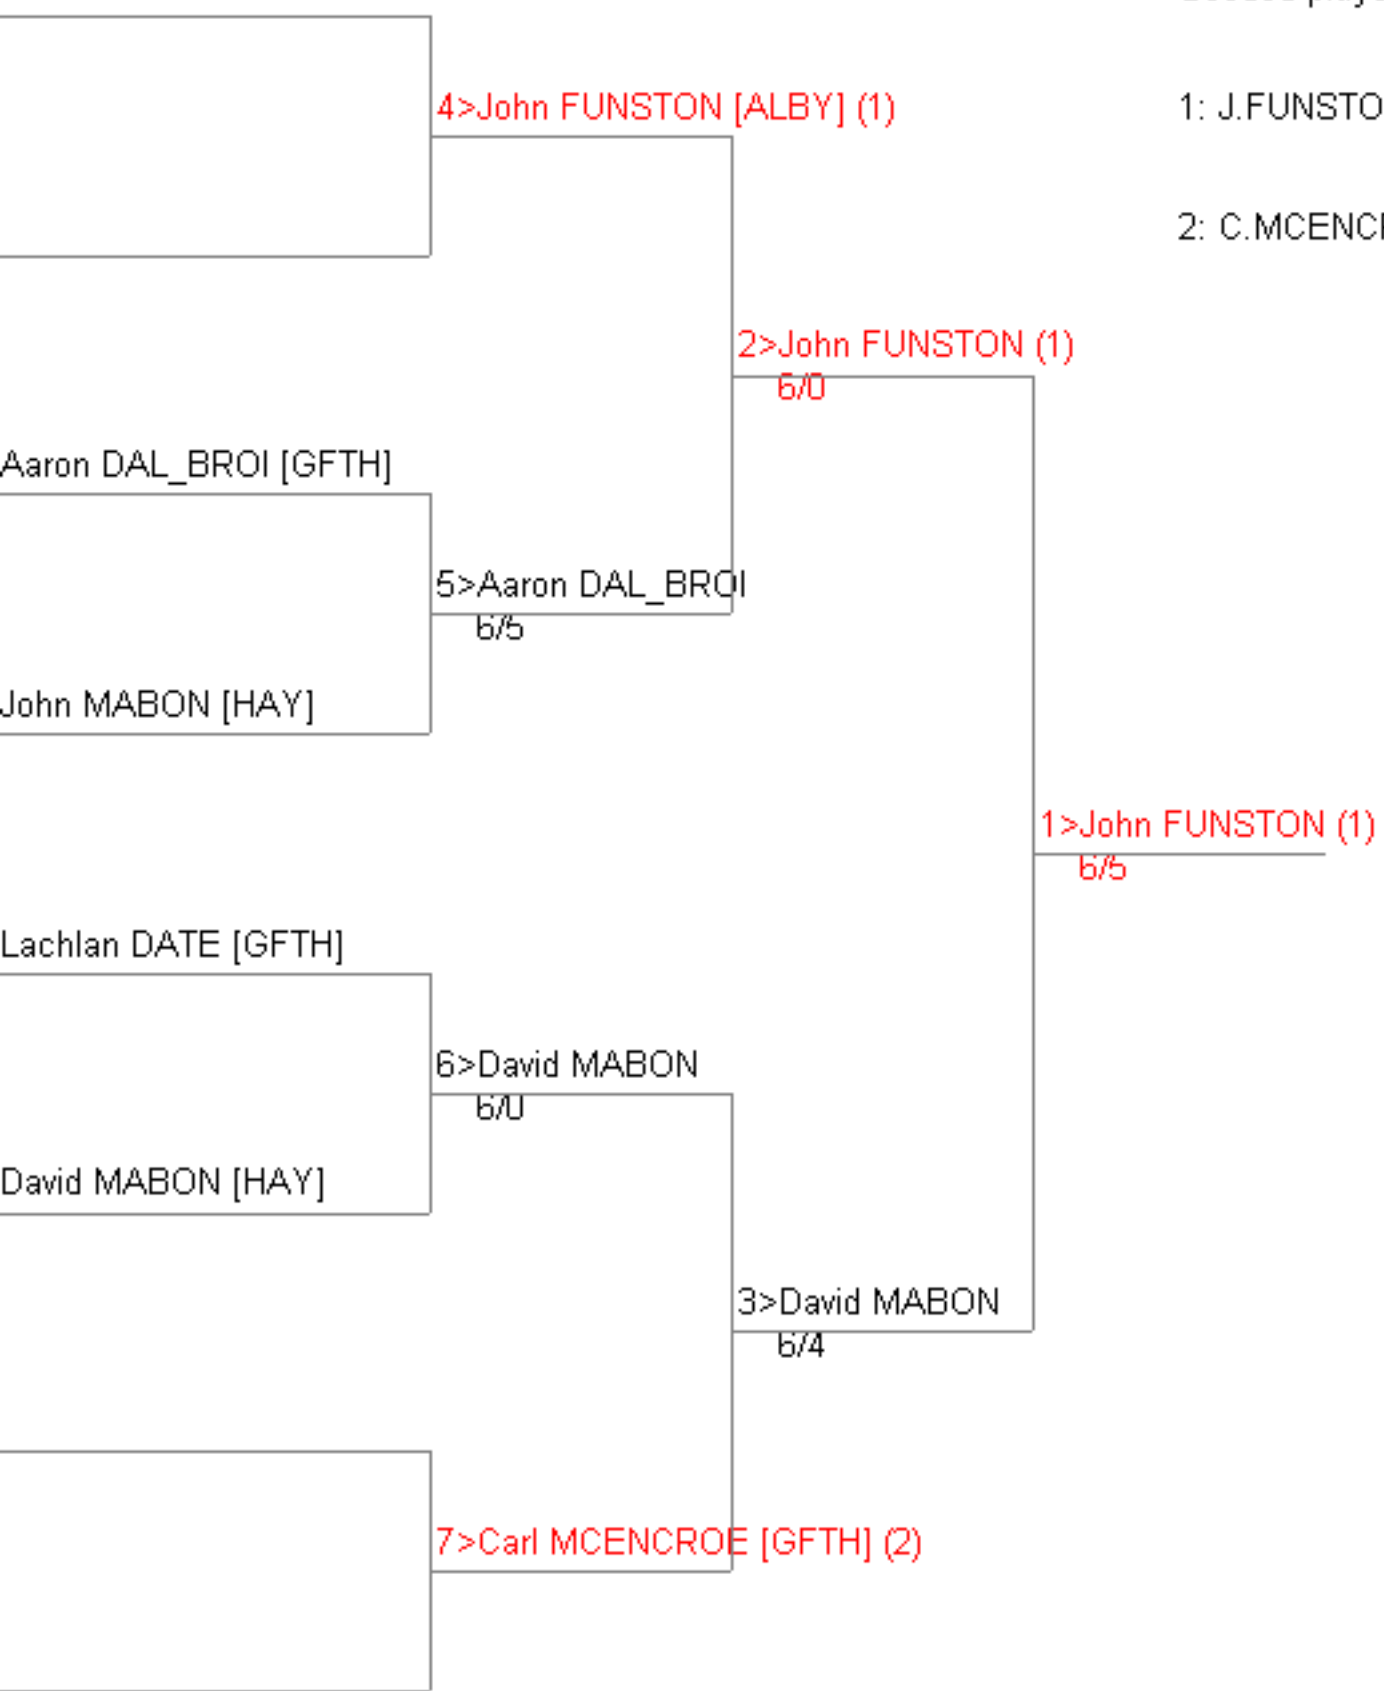 4>John FUNSTON [ALBY] (1)
1: J.FUNSTO
2: C.MCENC
2>John FUNSTON (1)
6/0
Aaron DAL_BROI [GFTH]
5>Aaron DAL_BROI
6/5
John MABON [HAY]
1>John FUNSTON (1)
6/5
Lachlan DATE [GFTH]
6>David MABON
6/0
David MABON [HAY]
3>David MABON
6/4
7>Carl MCENCROE [GFTH] (2)